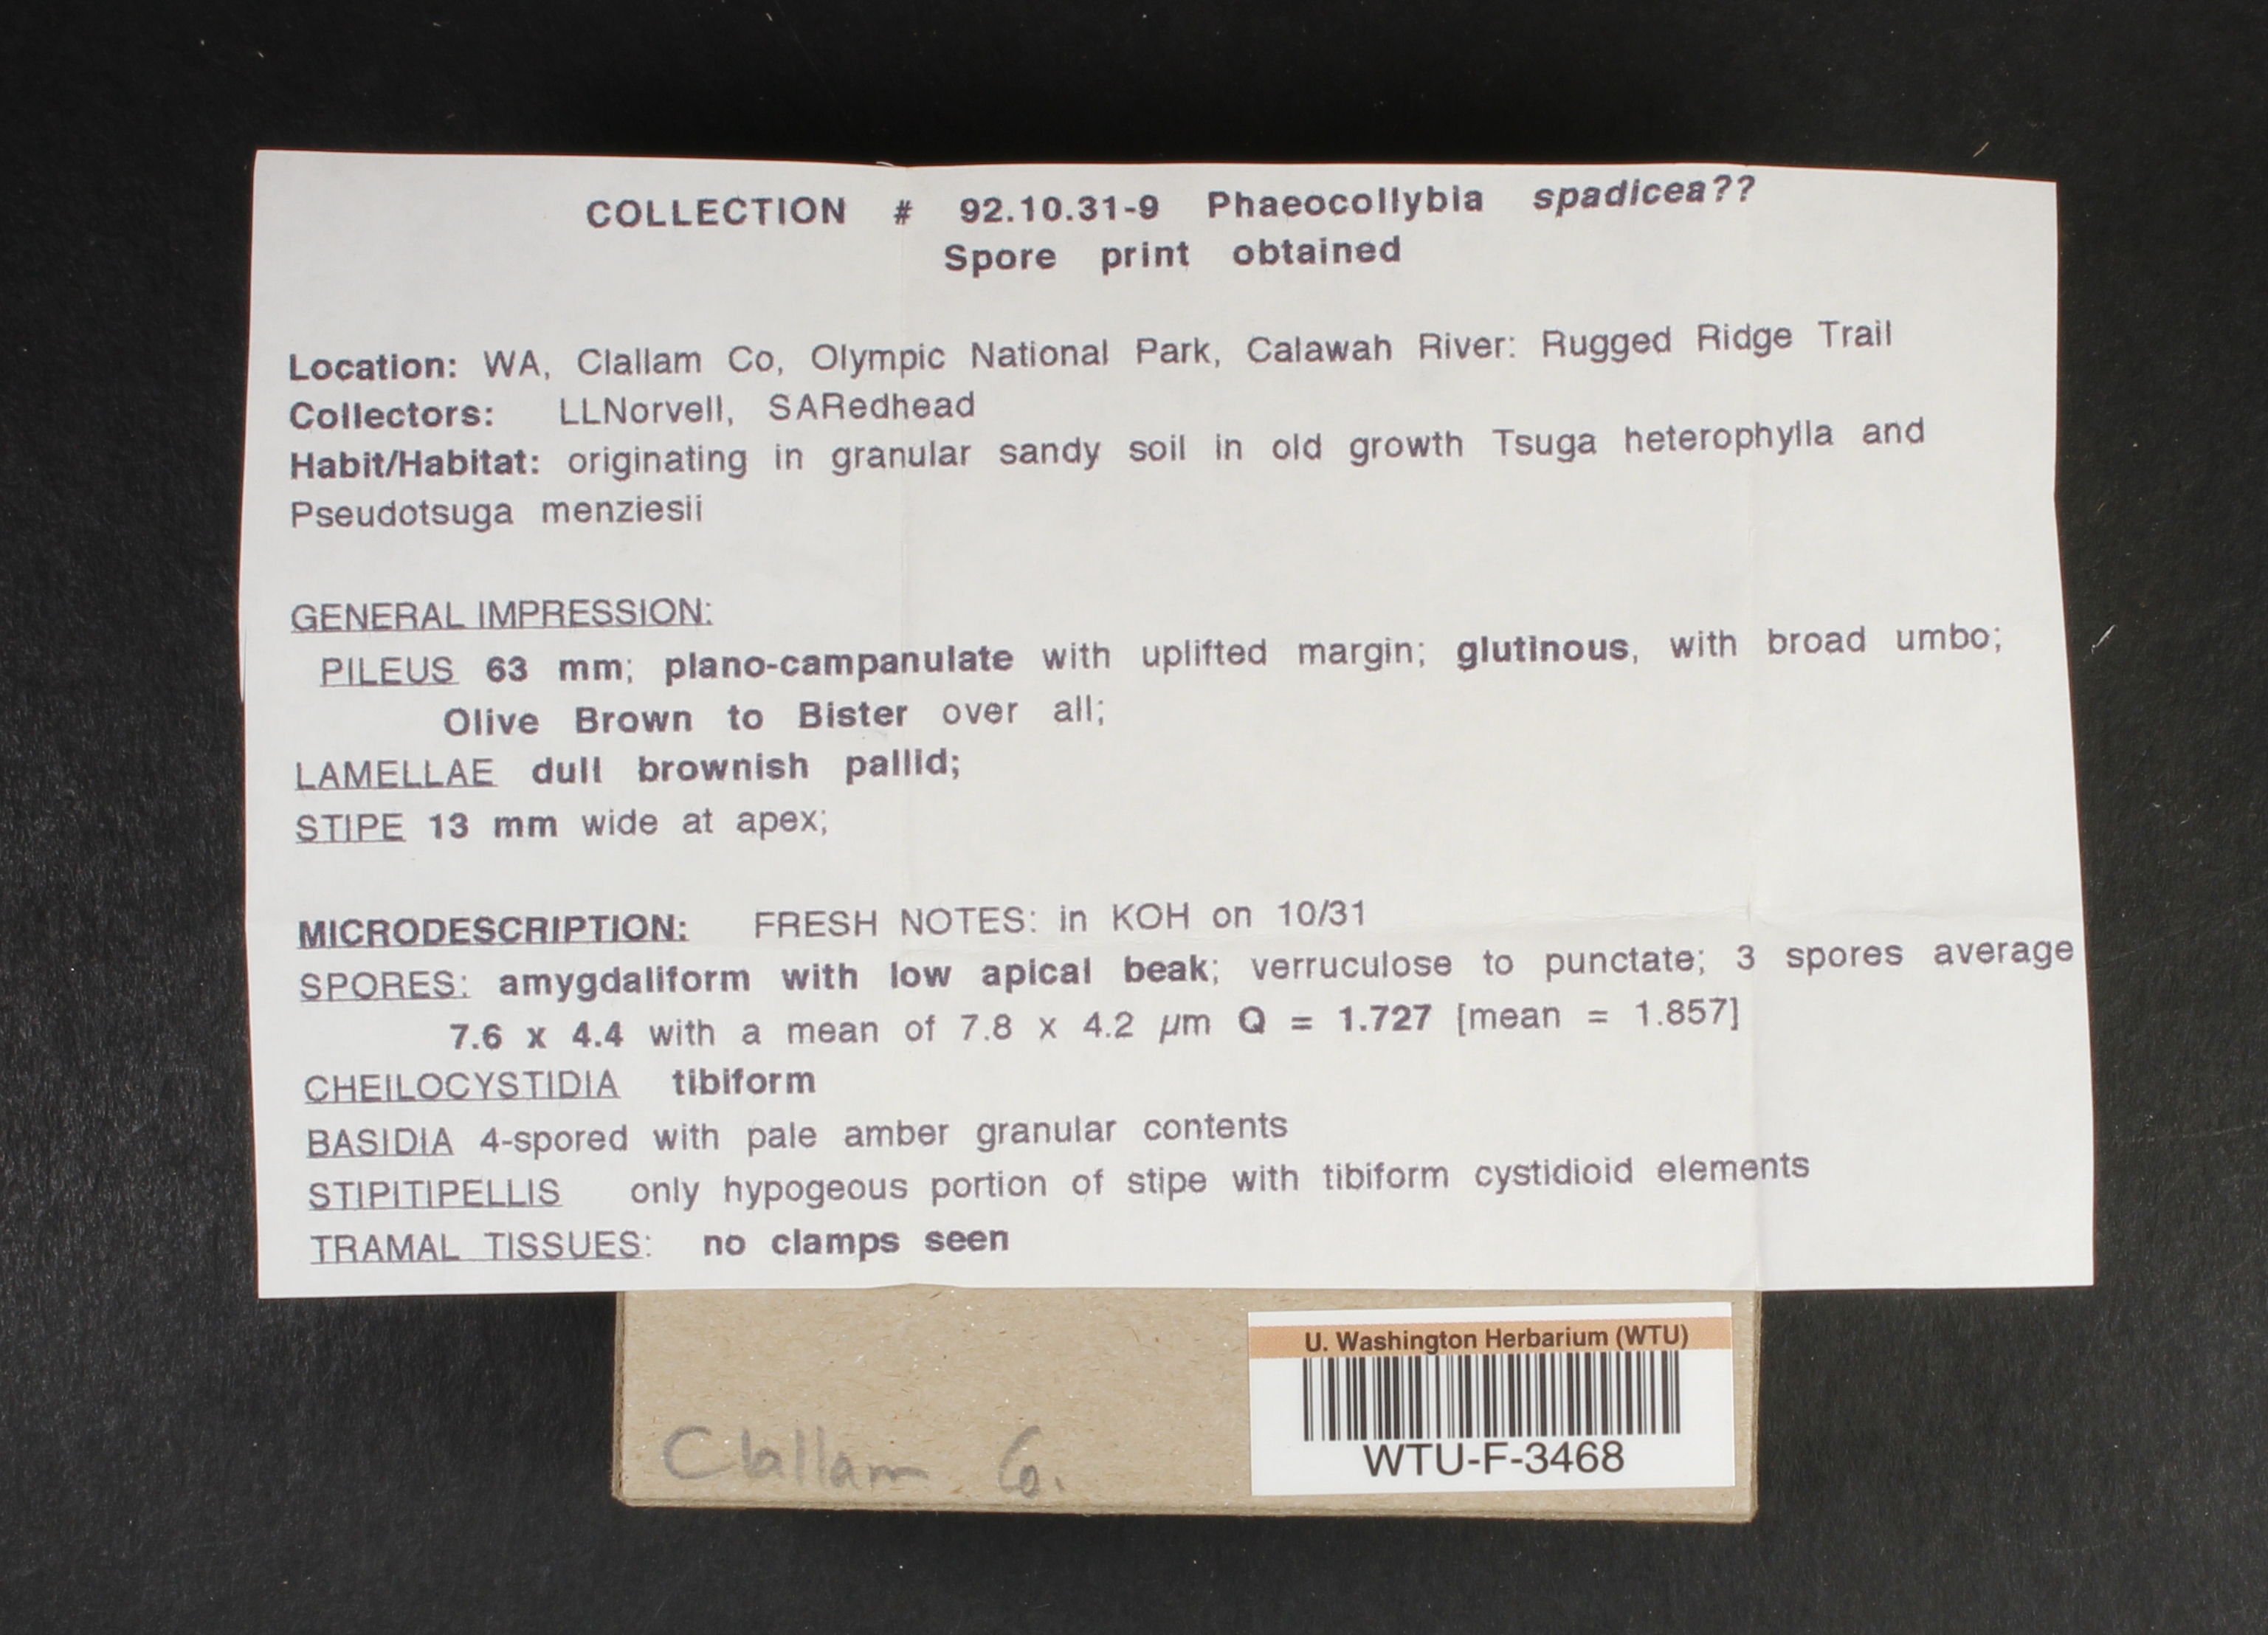 COLLECTION # 92.10.31-9 Phaeocollybia spadicea??
Spore print obtained
Location: WA, Clallam Co, Olympic National Park, Calawah River: Rugged Ridge Trail
Collectors: LLNorvell, SARedhead
Habit/Habitat: originating in granular sandy soil in old growth Tsuga heterophylla and
Pseudotsuga menziesii
GENERAL IMPRESSION:
PILEUS 63 mm; plano-campanulate with uplifted margin; glutinous, with broad umbo;
Olive Brown to Bister over all;
LAMELLAE dull brownish pallid;
STIPE 13 mm wide at apex;
MICRODESCRIPTION: FRESH NOTES: in KOH on 10/31
SPORES: amygdaliform with low apical beak; verruculose to punctate; 3 spores average
7.6 x 4.4 with a mean of 7.8 x 4.2 µm Q = 1.727 [mean = 1.857]
CHEILOCYSTIDIA tibiform
BASIDIA 4-spored with pale amber granular contents
STIPITIPELLIS only hypogeous portion of stipe with tibiform cystidioid elements
TRAMAL TISSUES: no clamps seen
U. Washington Herbarium (WTU)
WTU-F-3468
Clallam Co.